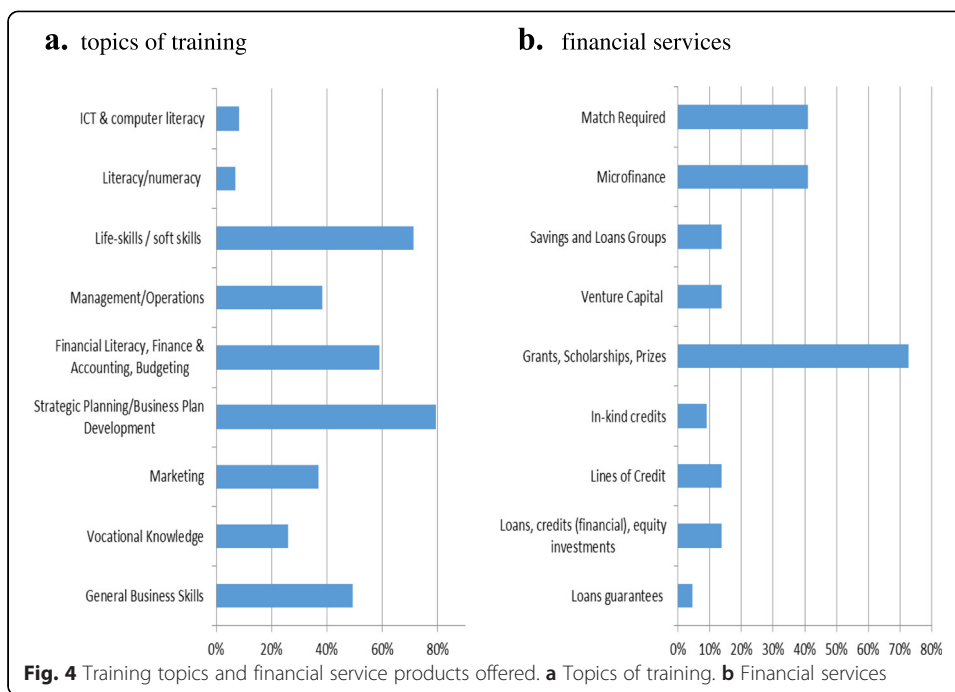 a. topics of training
ICT & computer literacy
Literacy/numeracy
Life-skills / soft skills
Management/Operations
Financial Literacy, Finance &
Accounting, Budgeting
Strategic Planning/Business Plan
Development
Marketing
Vocational Knowledge
General Business Skills
0% 20% 40% 60% 80%
b. financial services
Match Required
Microfinance
Savings and Loans Groups
Venture Capital
Grants, Scholarships, Prizes
In-kind credits
Lines of Credit
Loans, credits (financial), equity
investments
Loans guarantees
0% 10% 20% 30% 40% 50% 60% 70% 80%
Fig. 4 Training topics and financial service products offered. a Topics of training. b Financial services